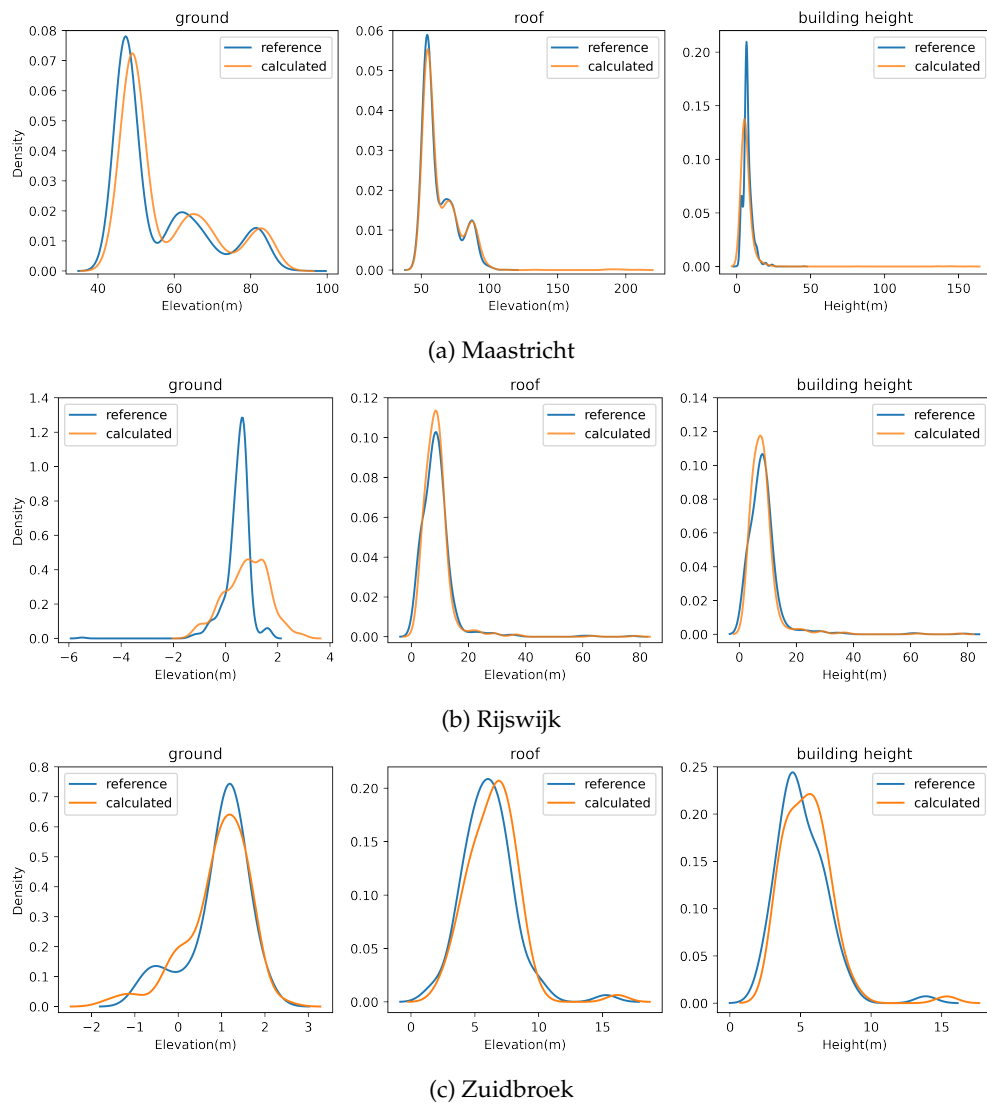 ground
0.08
0.07
0.06
0.05
0.04
0.03
0.02
0.01
0.00
Density
reference
calculated
40 60 80 100
Elevation(m)
roof
0.06
0.05
0.04
0.03
0.02
0.01
0.00
reference
calculated
50 100 150 200
Elevation(m)
building height
0.20
0.15
0.10
0.05
0.00
reference
calculated
0 50 100 150
Height(m)
(a) Maastricht
ground
1.4
1.2
1.0
0.8
0.6
0.4
0.2
0.0
Density
reference
calculated
−6 −4 −2 0 2 4
Elevation(m)
roof
0.12
0.10
0.08
0.06
0.04
0.02
0.00
reference
calculated
0 20 40 60 80
Elevation(m)
building height
0.14
0.12
0.10
0.08
0.06
0.04
0.02
0.00
reference
calculated
0 20 40 60 80
Height(m)
(b) Rijswijk
ground
0.8
0.7
0.6
0.5
0.4
0.3
0.2
0.1
0.0
Density
reference
calculated
−2 −1 0 1 2 3
Elevation(m)
roof
0.20
0.15
0.10
0.05
0.00
reference
calculated
0 5 10 15
Elevation(m)
building height
0.25
0.20
0.15
0.10
0.05
0.00
reference
calculated
0 5 10 15
Height(m)
(c) Zuidbroek